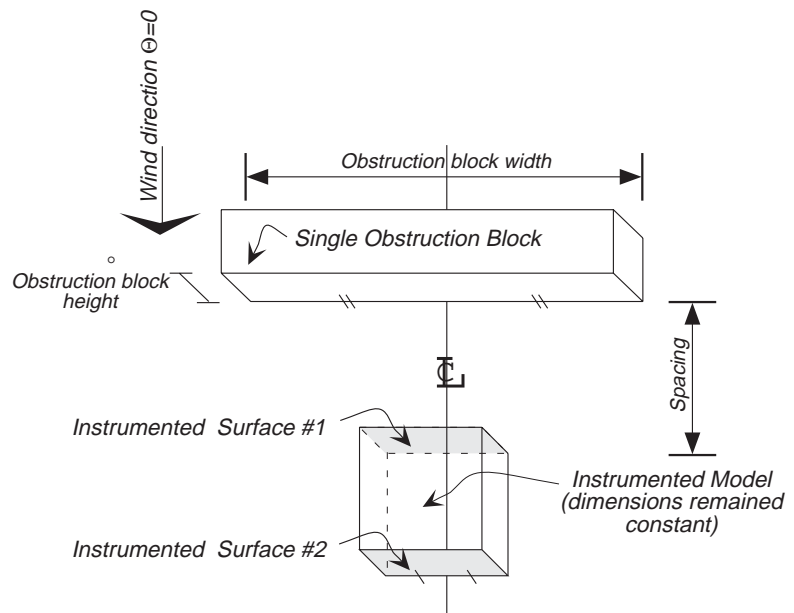 Wind direction Θ=0
Obstruction block width
Single Obstruction Block
Obstruction block
height
Spacing
CL
Instrumented Surface #1
Instrumented Model
(dimensions remained
constant)
Instrumented Surface #2